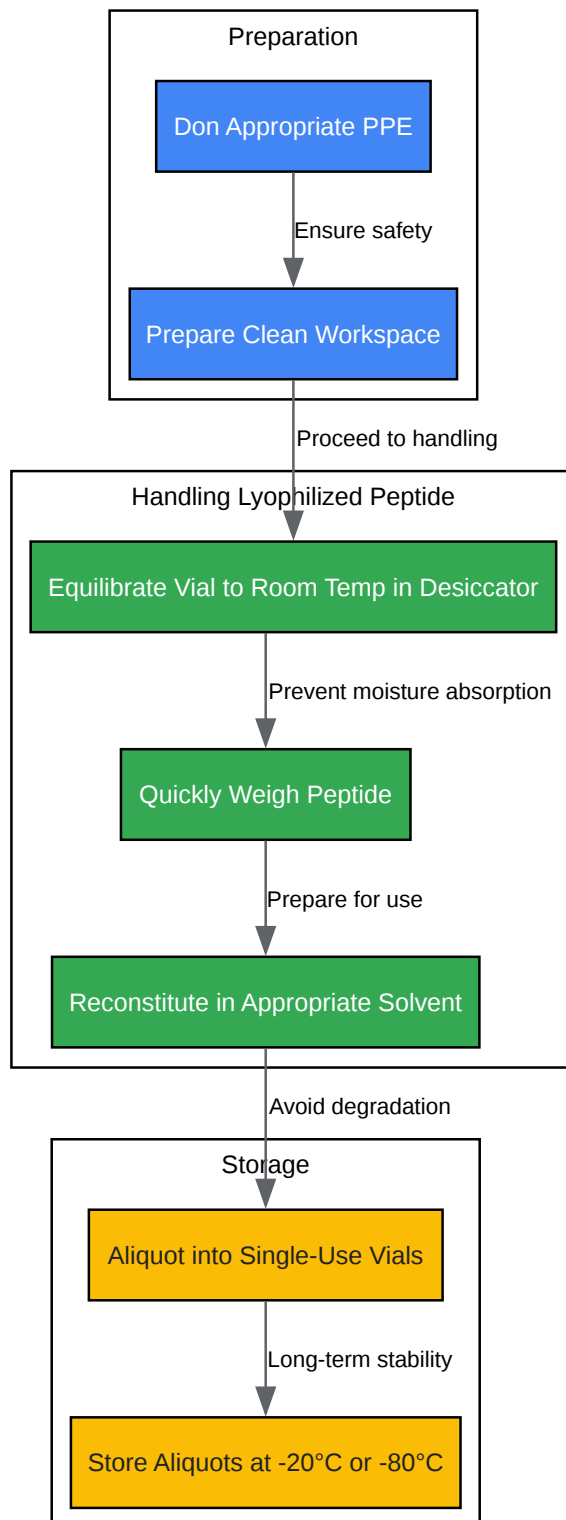 Preparation
Don Appropriate PPE
Ensure safety
Prepare Clean Workspace
Proceed to handling
Handling Lyophilized Peptide
Equilibrate Vial to Room Temp in Desiccator
Prevent moisture absorption
Quickly Weigh Peptide
Prepare for use
Reconstitute in Appropriate Solvent
Avoid degradation
Storage
Aliquot into Single-Use Vials
Long-term stability
Store Aliquots at -20°C or -80°C